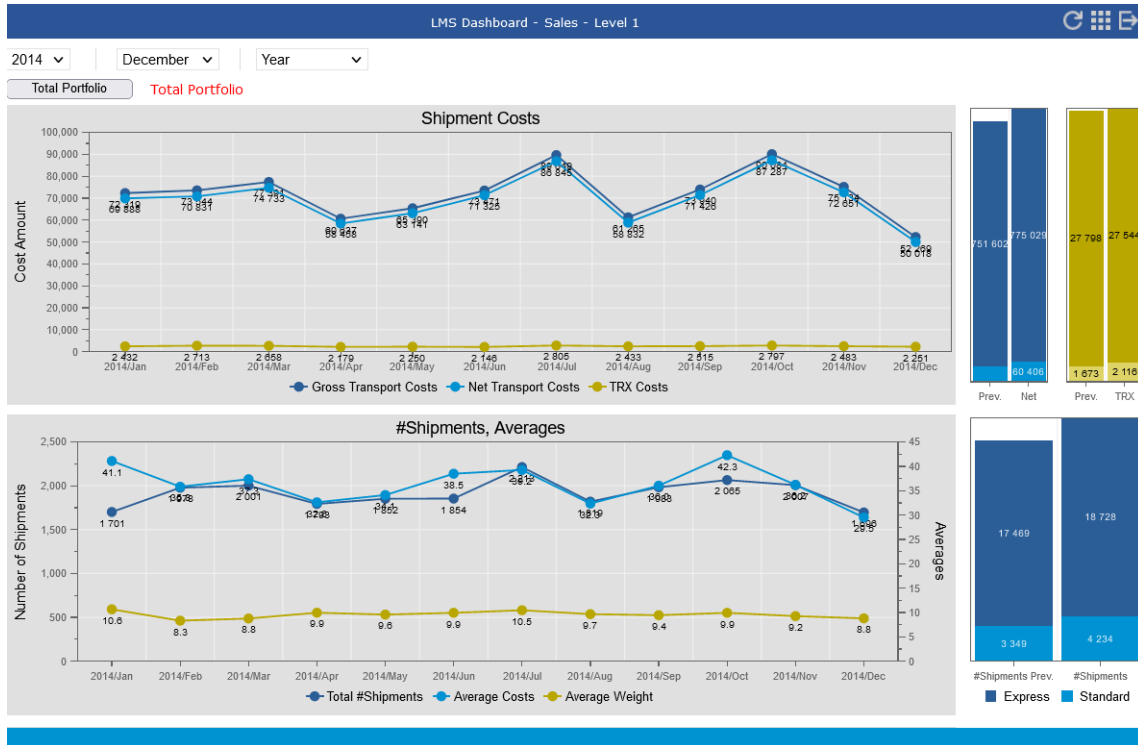 LMS Dashboard - Sales - Level 1
2014
December
Year
Total Portfolio
Total Portfolio
Shipment Costs
Cost Amount
100,000
90,000
80,000
70,000
60,000
50,000
40,000
30,000
20,000
10,000
0
69 888
70 831
74 733
58 468
63 141
71 325
86 845
58 832
71 426
87 287
72 651
50 018
2 432
2 713
2 658
2 179
2 250
2 146
2 805
2 433
2 615
2 797
2 483
2 251
2014/Jan
2014/Feb
2014/Mar
2014/Apr
2014/May
2014/Jun
2014/Jul
2014/Aug
2014/Sep
2014/Oct
2014/Nov
2014/Dec
Gross Transport Costs
Net Transport Costs
TRX Costs
751 602
775 029
60 406
Prev.
Net
27 798
27 544
1 673
2 116
Prev.
TRX
#Shipments, Averages
Number of Shipments
2,500
2,000
1,500
1,000
500
0
45
40
35
30
25
20
15
10
5
0
Averages
41.1
1 701
2 001
38.5
1 854
42.3
2 065
29.5
10.6
8.3
8.8
9.9
9.6
9.9
10.5
9.7
9.4
9.9
9.2
8.8
2014/Jan
2014/Feb
2014/Mar
2014/Apr
2014/May
2014/Jun
2014/Jul
2014/Aug
2014/Sep
2014/Oct
2014/Nov
2014/Dec
Total #Shipments
Average Costs
Average Weight
17 469
18 728
3 349
4 234
#Shipments Prev.
#Shipments
Express
Standard